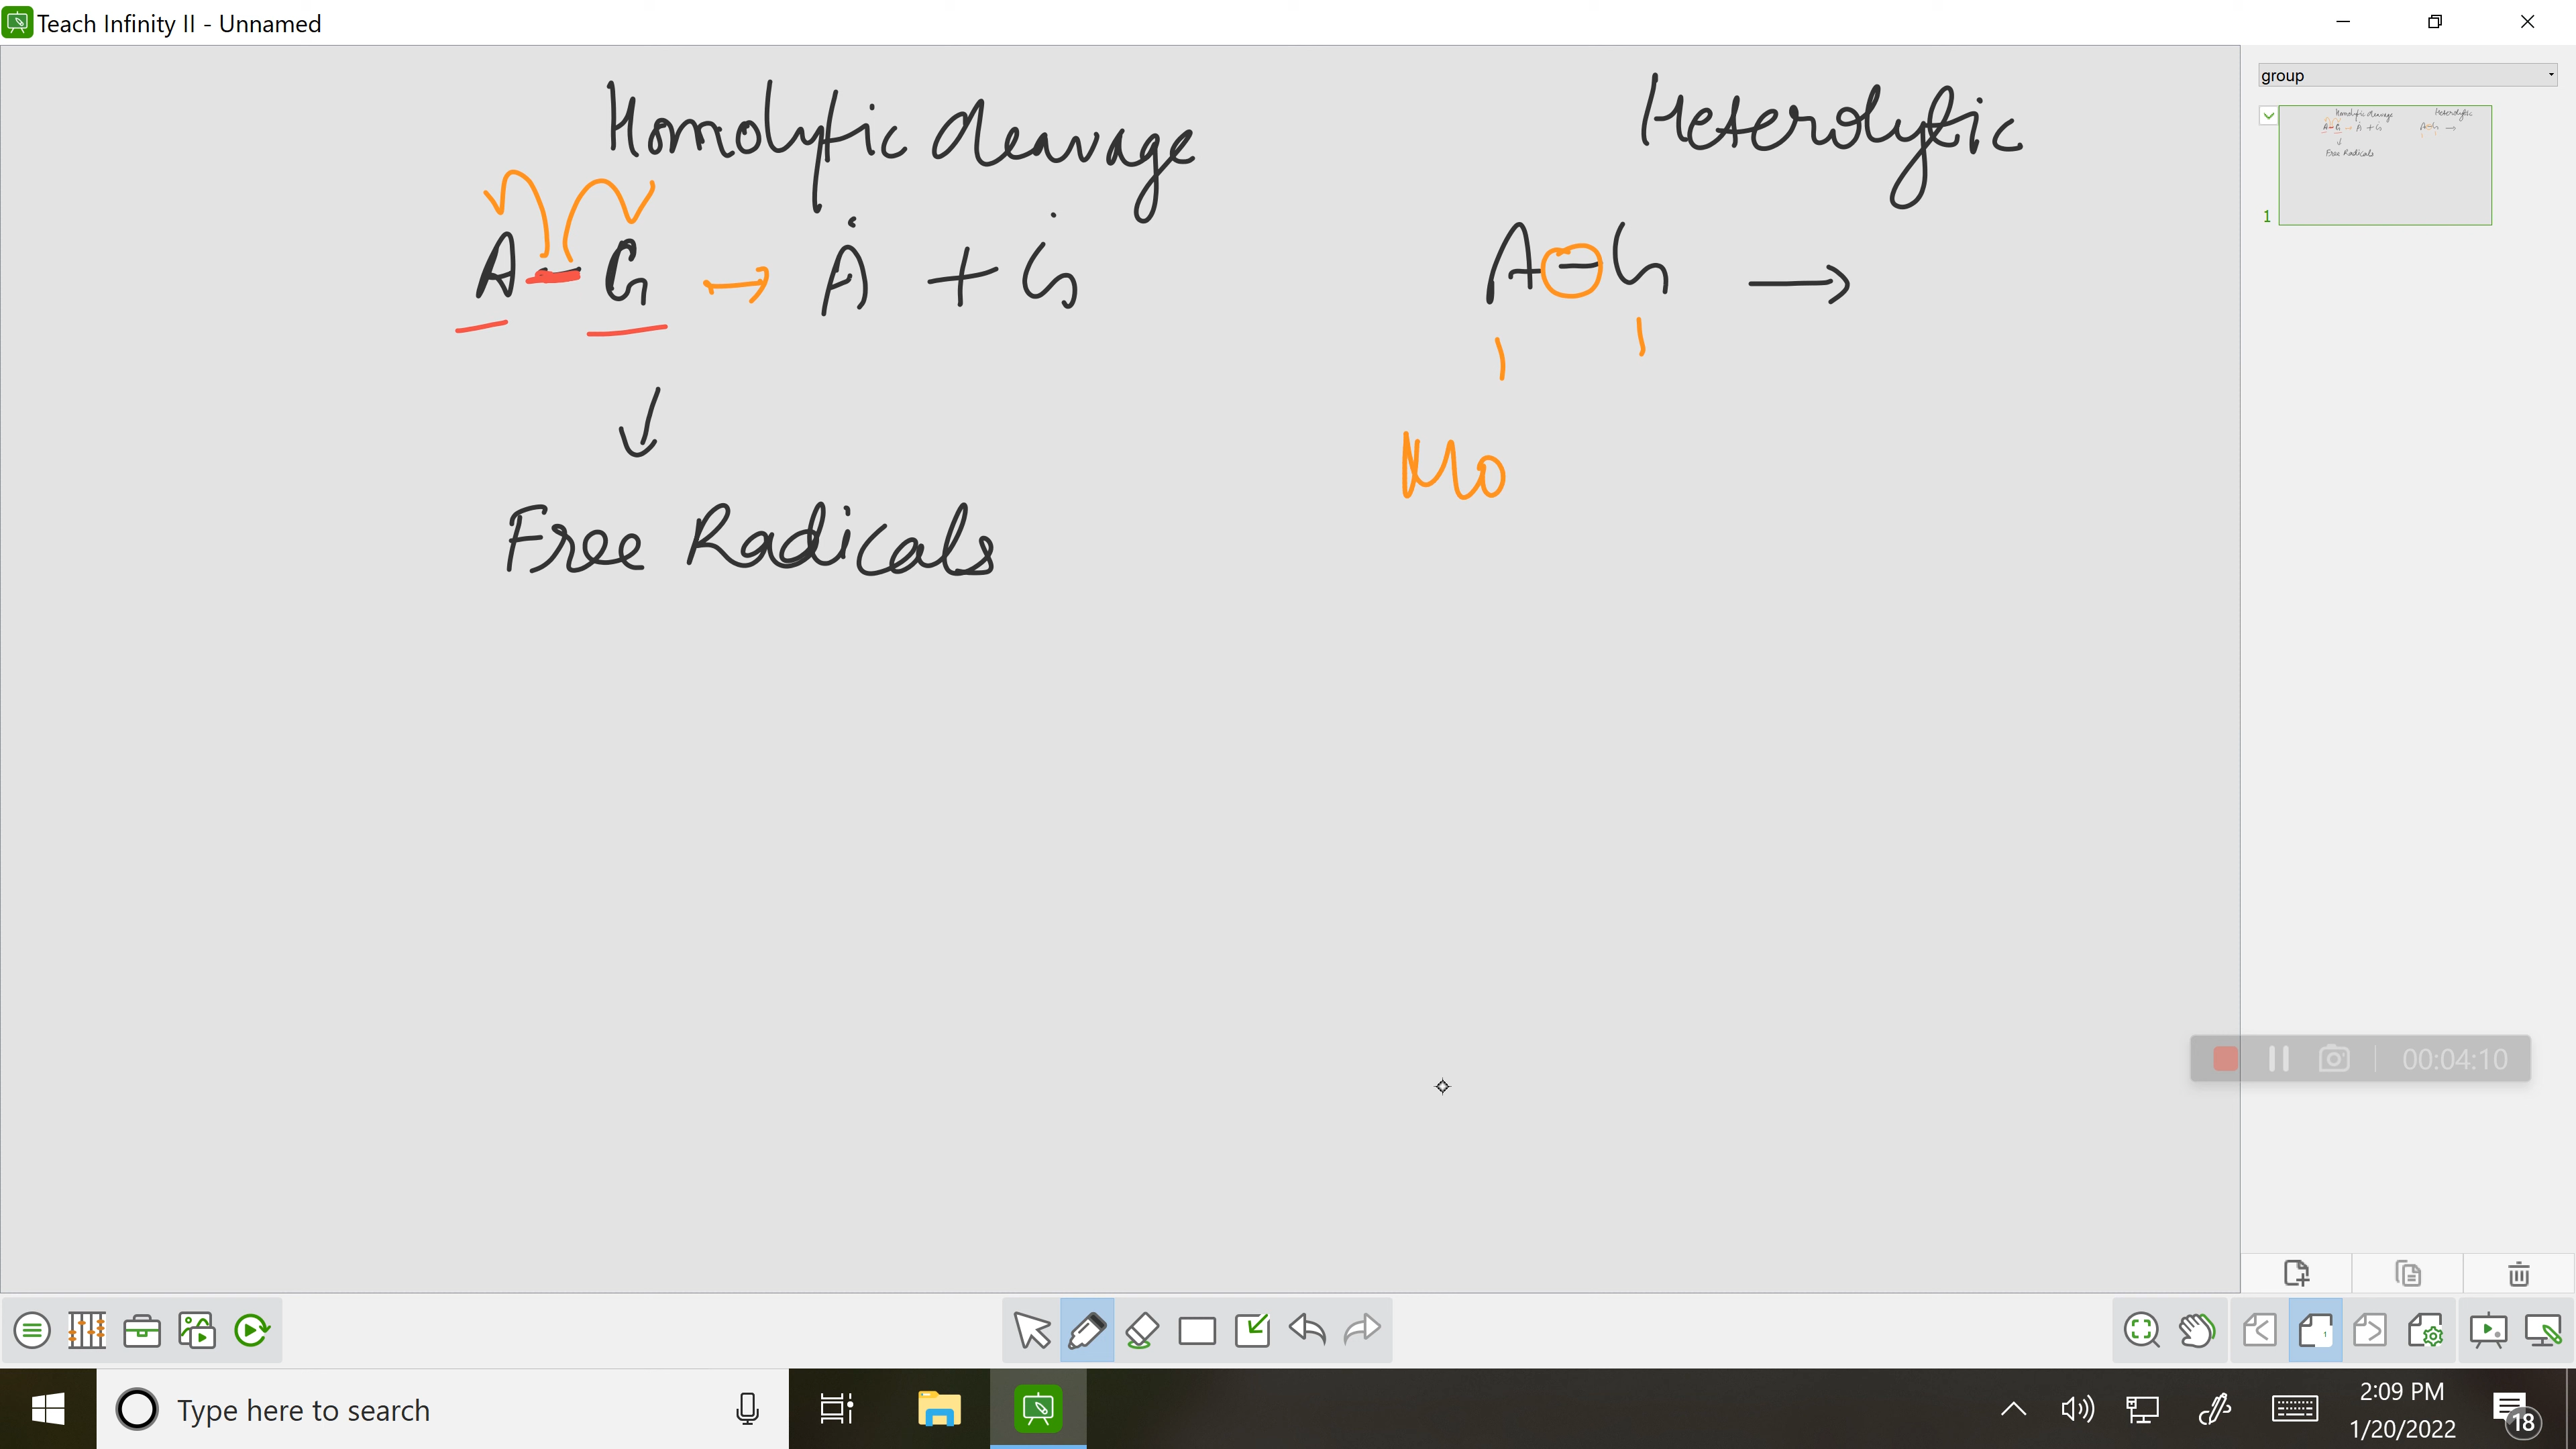 Teach Infinity II - Unnamed
group
Homolytic cleavage
Heterolytic
A - G → Ȧ + Ġ
A - G →
↓
Mo
Free Radicals
1
00:04:10
Type here to search
2:09 PM
1/20/2022
18